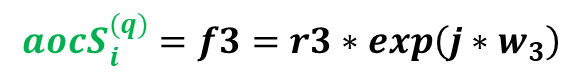 aocS_i^(q) = f3 = r3 * exp(j * w_3)